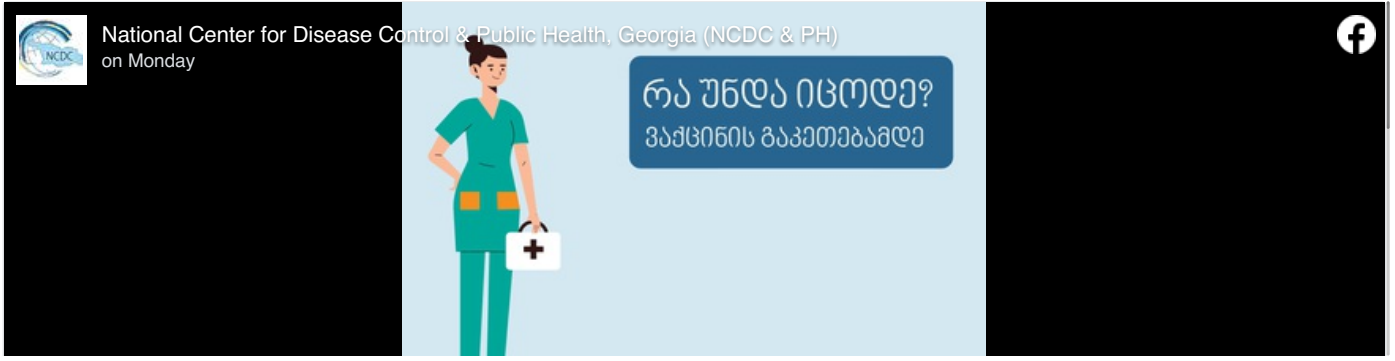 National Center for Disease Control & Public Health, Georgia (NCDC & PH)
on Monday
NCDC
რა უნდა იცოდე?
ვაქცინის გაკეთებამდე